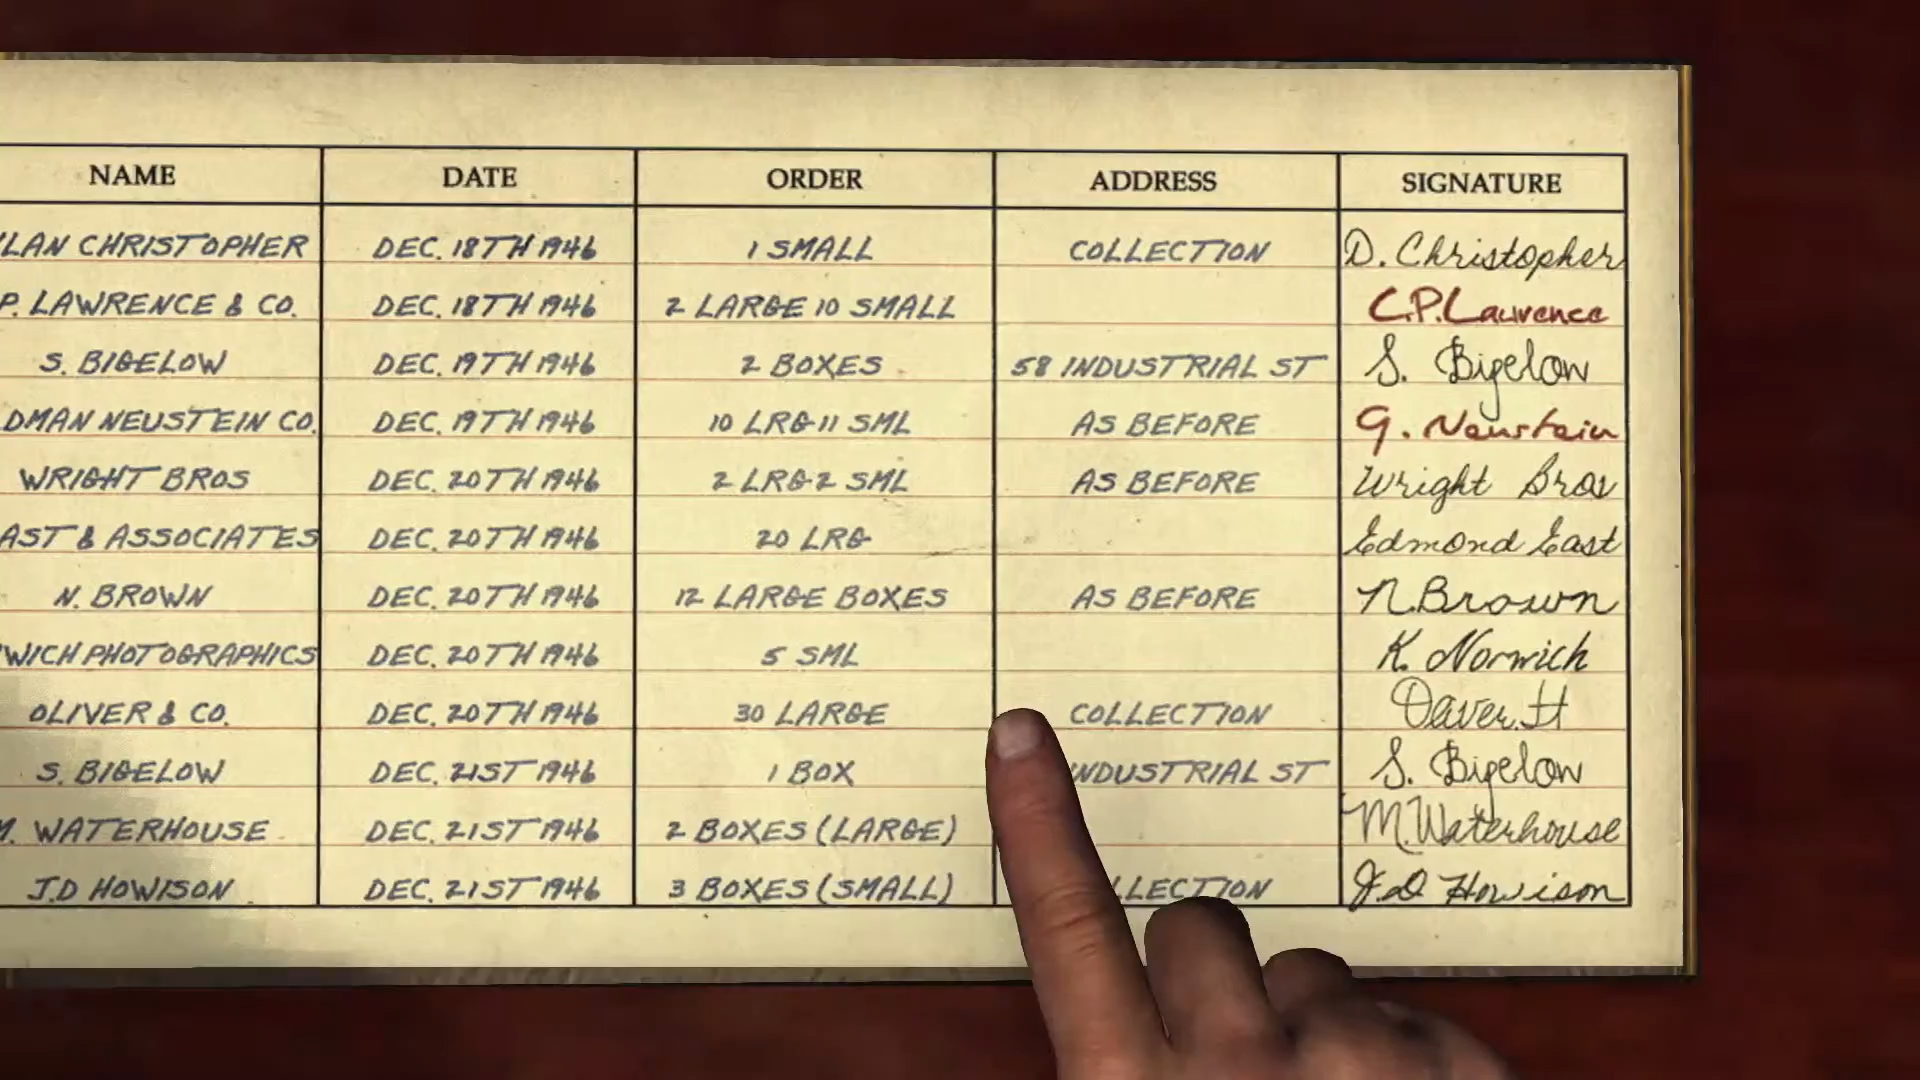 NAME DATE ORDER ADDRESS SIGNATURE
LAN CHRISTOPHER DEC. 18TH 1946 1 SMALL COLLECTION D. Christopher
P. LAWRENCE & CO. DEC. 18TH 1946 2 LARGE 10 SMALL C.P.Lawrence
S. BIGELOW DEC. 19TH 1946 2 BOXES 58 INDUSTRIAL ST S. Bigelow
DMAN NEUSTEIN CO. DEC. 19TH 1946 10 LRG 11 SML AS BEFORE G. Neustein
WRIGHT BROS DEC. 20TH 1946 2 LRG 2 SML AS BEFORE Wright Bros
AST & ASSOCIATES DEC. 20TH 1946 20 LRG Edmond East
N. BROWN DEC. 20TH 1946 12 LARGE BOXES AS BEFORE N.Brown
WICH PHOTOGRAPHICS DEC. 20TH 1946 5 SML K. Norwich
OLIVER & CO. DEC. 20TH 1946 30 LARGE COLLECTION
S. BIGELOW DEC. 21ST 1946 1 BOX NDUSTRIAL ST S. Bigelow
M. WATERHOUSE DEC. 21ST 1946 2 BOXES (LARGE) M.Waterhouse
J.D HOWISON DEC. 21ST 1946 3 BOXES (SMALL) LLECTION J.D Howison